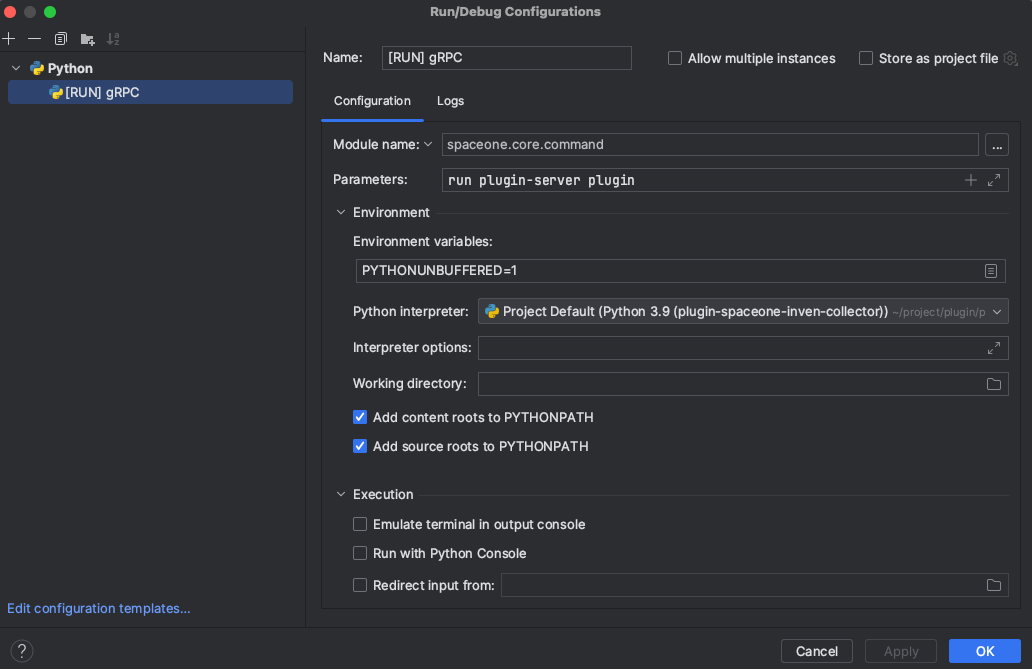 Run/Debug Configurations
Python
[RUN] gRPC
Edit configuration templates...
Name: [RUN] gRPC Allow multiple instances Store as project file
Configuration Logs
Module name: spaceone.core.command ...
Parameters: run plugin-server plugin
Environment
Environment variables:
PYTHONUNBUFFERED=1
Python interpreter: Project Default (Python 3.9 (plugin-spaceone-inven-collector)) ~/project/plugin/p
Interpreter options:
Working directory:
Add content roots to PYTHONPATH
Add source roots to PYTHONPATH
Execution
Emulate terminal in output console
Run with Python Console
Redirect input from:
? Cancel Apply OK